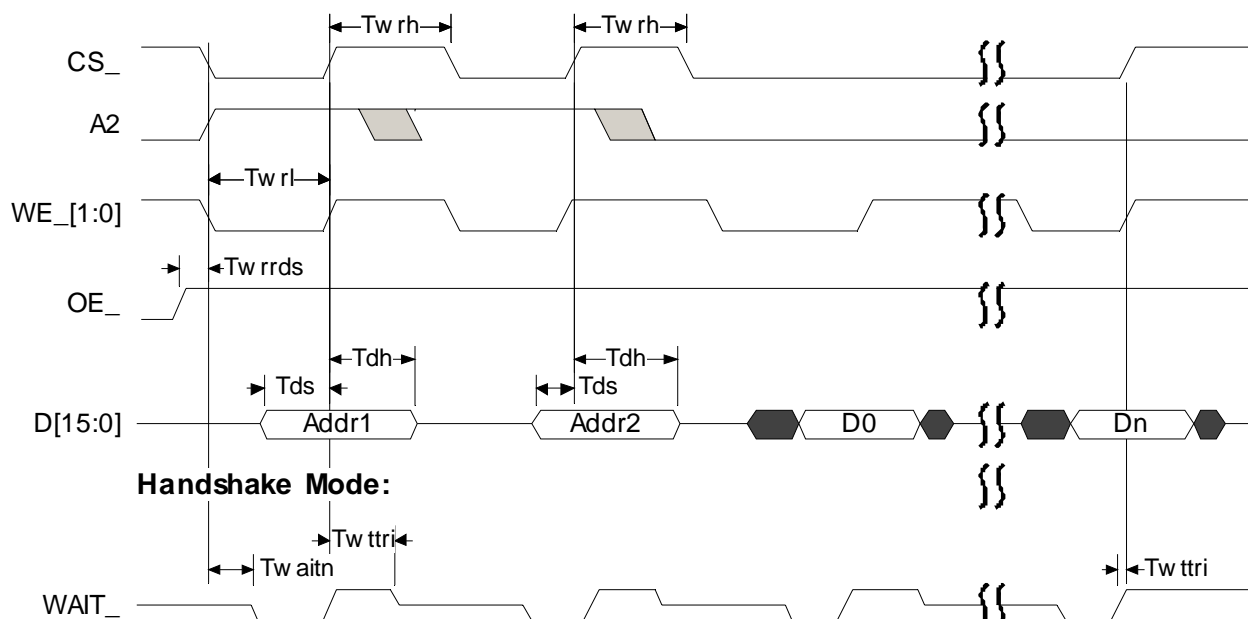 Tw rh Tw rh
CS_
A2
Tw rl
WE_[1:0]
Tw rrds
OE_
Tdh Tdh
Tds Tds
D[15:0] Addr1 Addr2 D0 Dn
Handshake Mode:
Tw ttri
Tw aitn Tw ttri
WAIT_